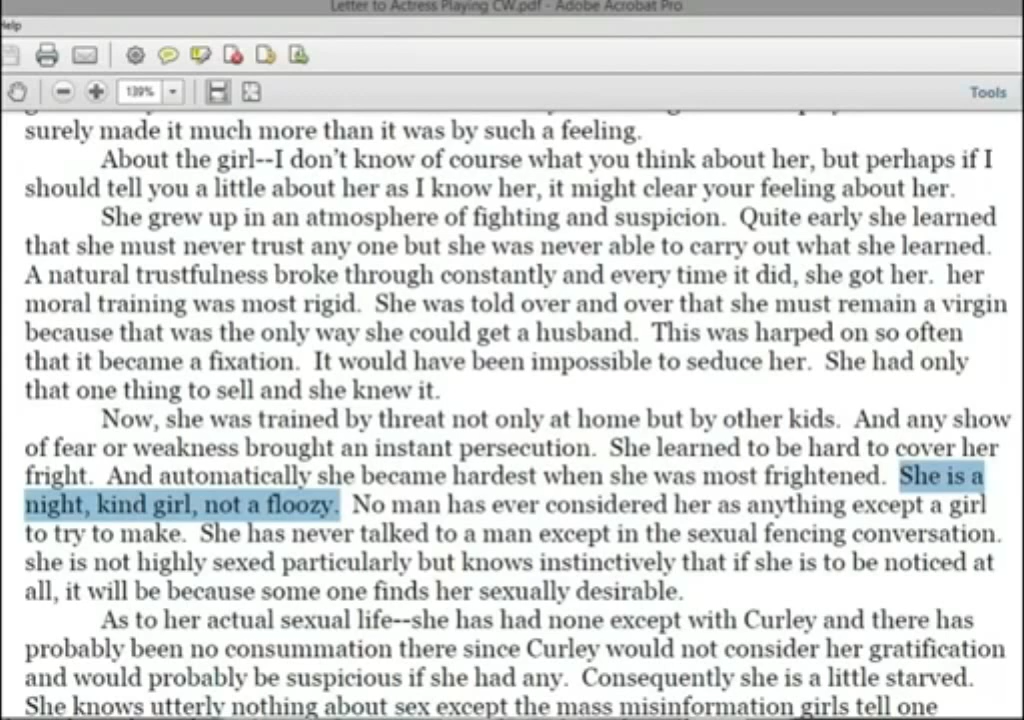 Letter to Actress Playing CW.pdf - Adobe Acrobat Pro
Help
139%
Tools
surely made it much more than it was by such a feeling.
About the girl--I don't know of course what you think about her, but perhaps if I
should tell you a little about her as I know her, it might clear your feeling about her.
She grew up in an atmosphere of fighting and suspicion. Quite early she learned
that she must never trust any one but she was never able to carry out what she learned.
A natural trustfulness broke through constantly and every time it did, she got her. her
moral training was most rigid. She was told over and over that she must remain a virgin
because that was the only way she could get a husband. This was harped on so often
that it became a fixation. It would have been impossible to seduce her. She had only
that one thing to sell and she knew it.
Now, she was trained by threat not only at home but by other kids. And any show
of fear or weakness brought an instant persecution. She learned to be hard to cover her
fright. And automatically she became hardest when she was most frightened. She is a
night, kind girl, not a floozy. No man has ever considered her as anything except a girl
to try to make. She has never talked to a man except in the sexual fencing conversation.
she is not highly sexed particularly but knows instinctively that if she is to be noticed at
all, it will be because some one finds her sexually desirable.
As to her actual sexual life--she has had none except with Curley and there has
probably been no consummation there since Curley would not consider her gratification
and would probably be suspicious if she had any. Consequently she is a little starved.
She knows utterly nothing about sex except the mass misinformation girls tell one